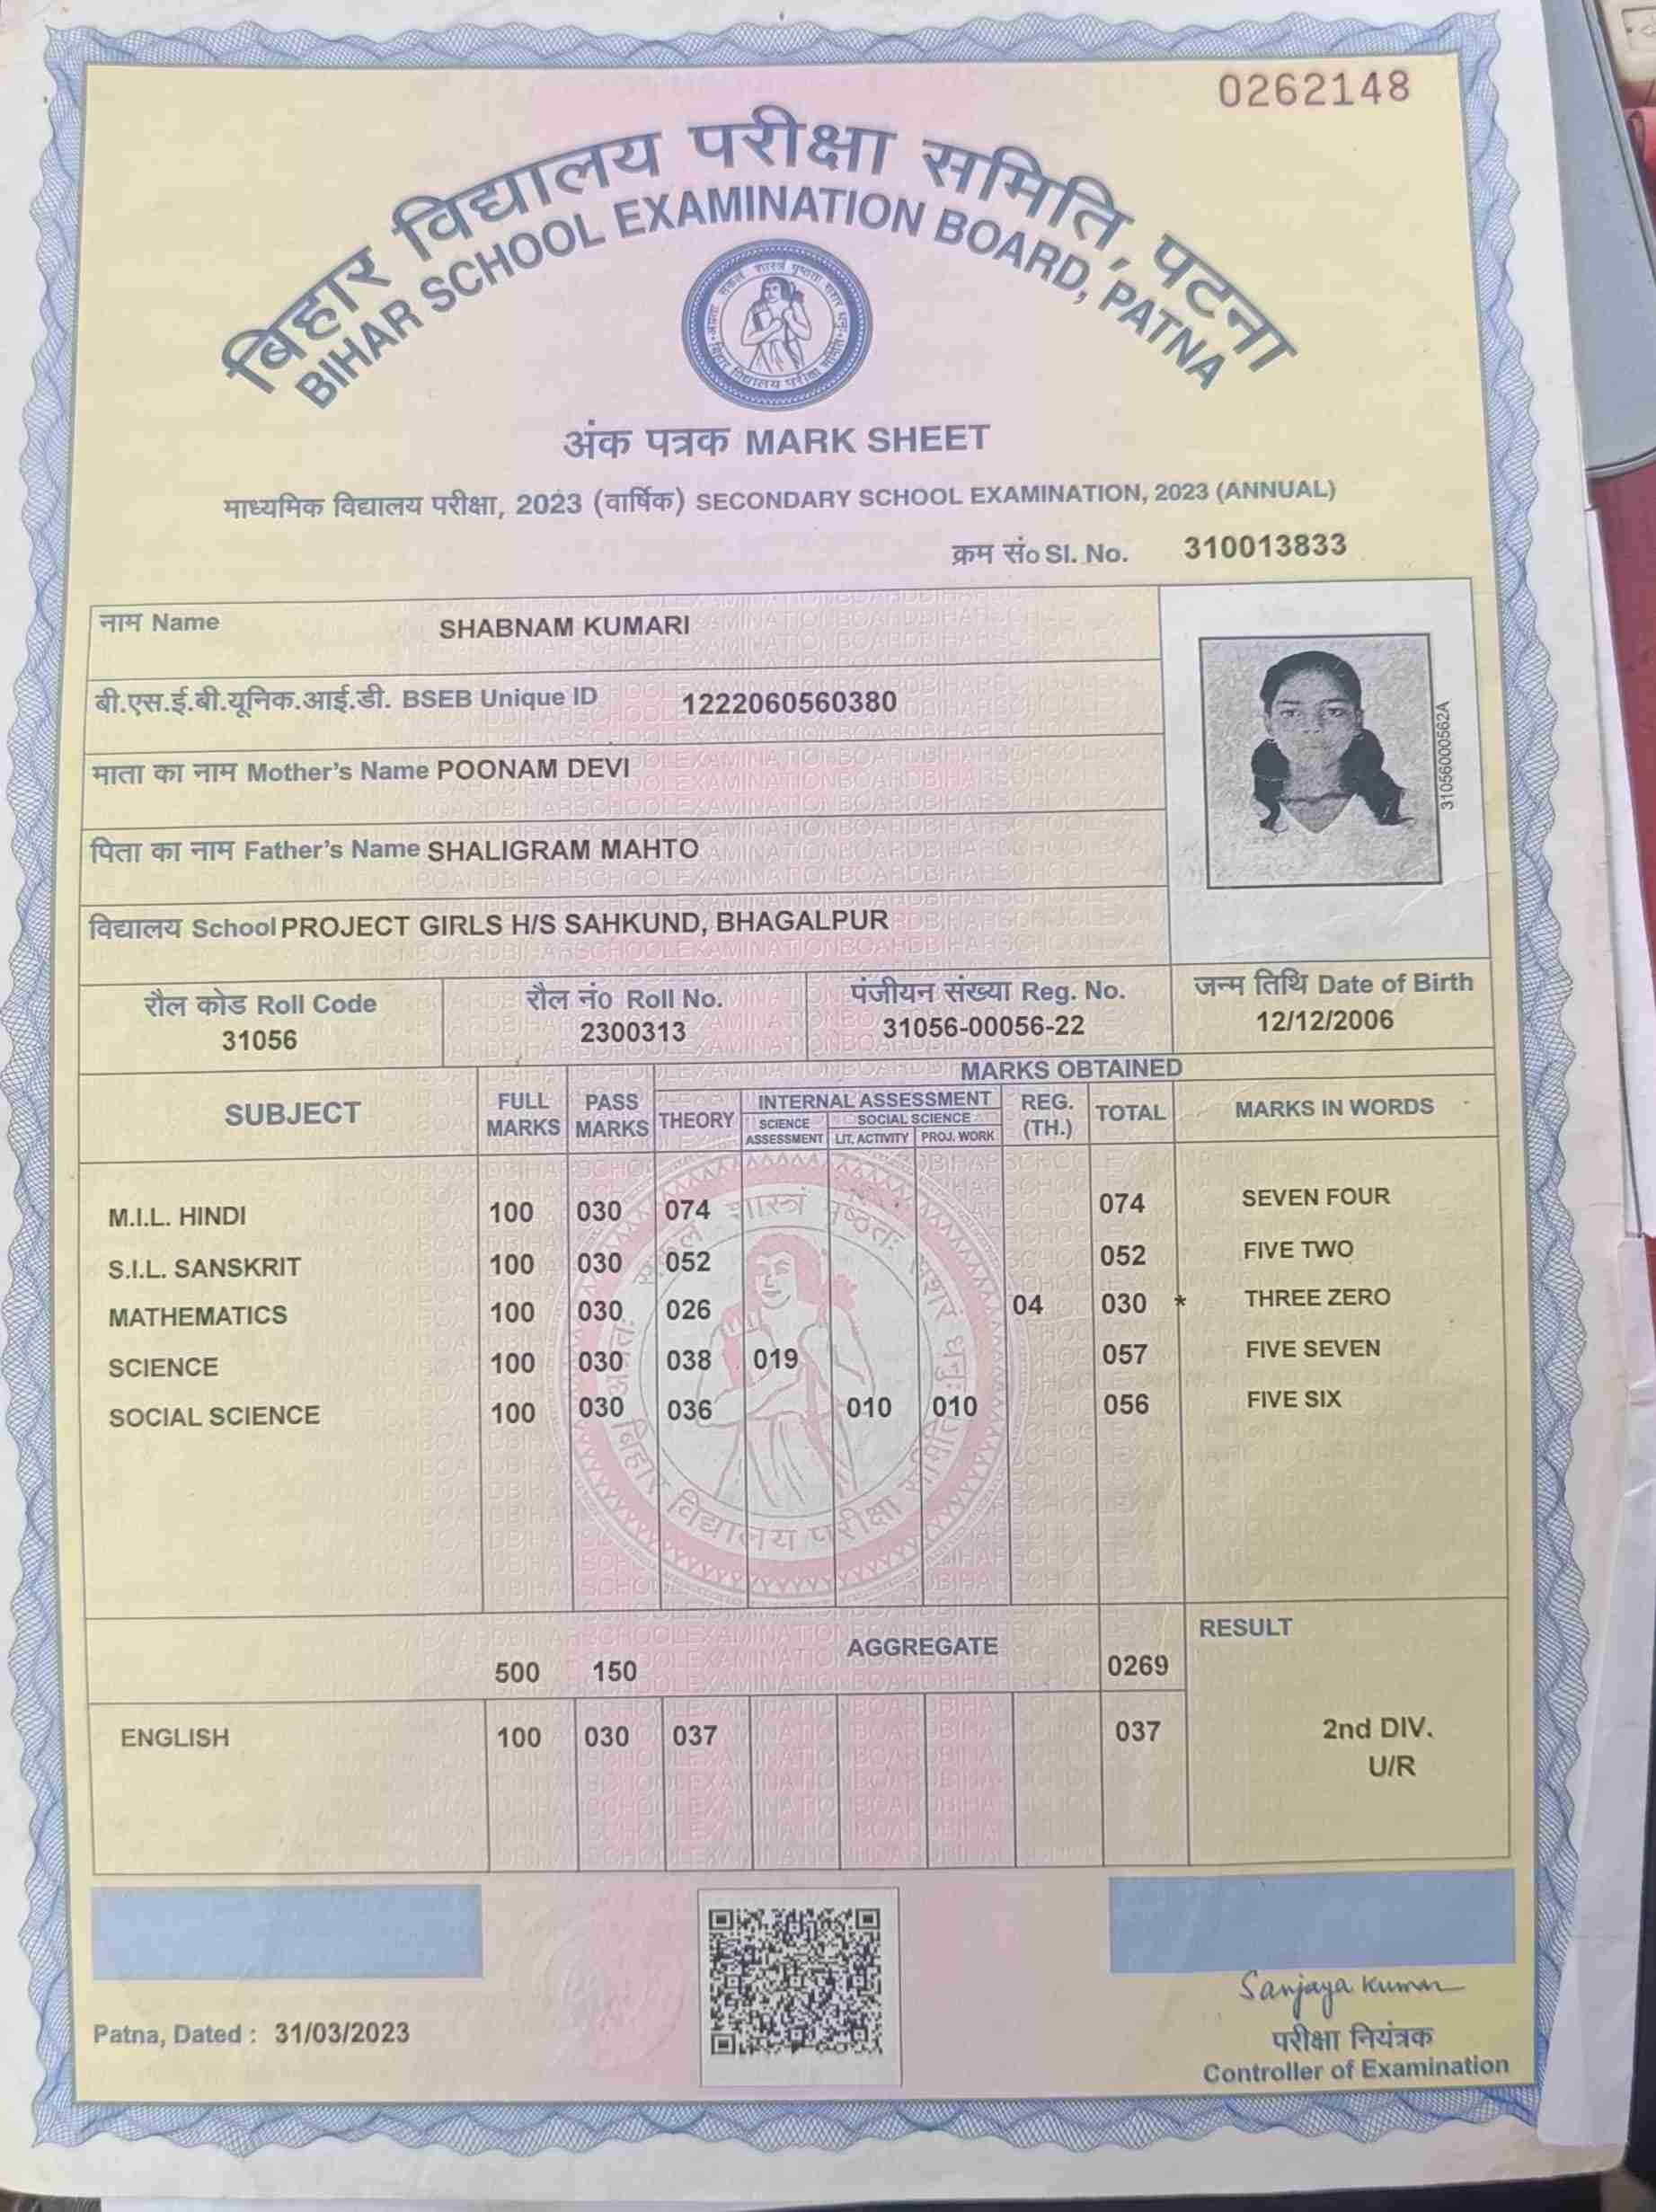 0262148
बिहार विद्यालय परीक्षा समिति, पटना
BIHAR SCHOOL EXAMINATION BOARD, PATNA
अंक पत्रक MARK SHEET
माध्यमिक विद्यालय परीक्षा, 2023 (वार्षिक) SECONDARY SCHOOL EXAMINATION, 2023 (ANNUAL)
क्रम सं० SI. No. 310013833
नाम Name SHABNAM KUMARI
बी.एस.ई.बी.यूनिक.आई.डी. BSEB Unique ID 1222060560380
माता का नाम Mother's Name POONAM DEVI
पिता का नाम Father's Name SHALIGRAM MAHTO
विद्यालय School PROJECT GIRLS H/S SAHKUND, BHAGALPUR
31056000562A
रौल कोड Roll Code रौल नं० Roll No. पंजीयन संख्या Reg. No. जन्म तिथि Date of Birth
31056 2300313 31056-00056-22 12/12/2006
MARKS OBTAINED
SUBJECT FULL MARKS PASS MARKS THEORY INTERNAL ASSESSMENT REG. (TH.) TOTAL MARKS IN WORDS
SCIENCE ASSESSMENT SOCIAL SCIENCE
LIT. ACTIVITY PROJ. WORK
M.I.L. HINDI 100 030 074 074 SEVEN FOUR
S.I.L. SANSKRIT 100 030 052 052 FIVE TWO
MATHEMATICS 100 030 026 04 030 * THREE ZERO
SCIENCE 100 030 038 019 057 FIVE SEVEN
SOCIAL SCIENCE 100 030 036 010 010 056 FIVE SIX
बिहार विद्यालय परीक्षा समिति
500 150 AGGREGATE 0269 RESULT
ENGLISH 100 030 037 037 2nd DIV.
U/R
Patna, Dated : 31/03/2023
Sanjaya Kumar
परीक्षा नियंत्रक
Controller of Examination